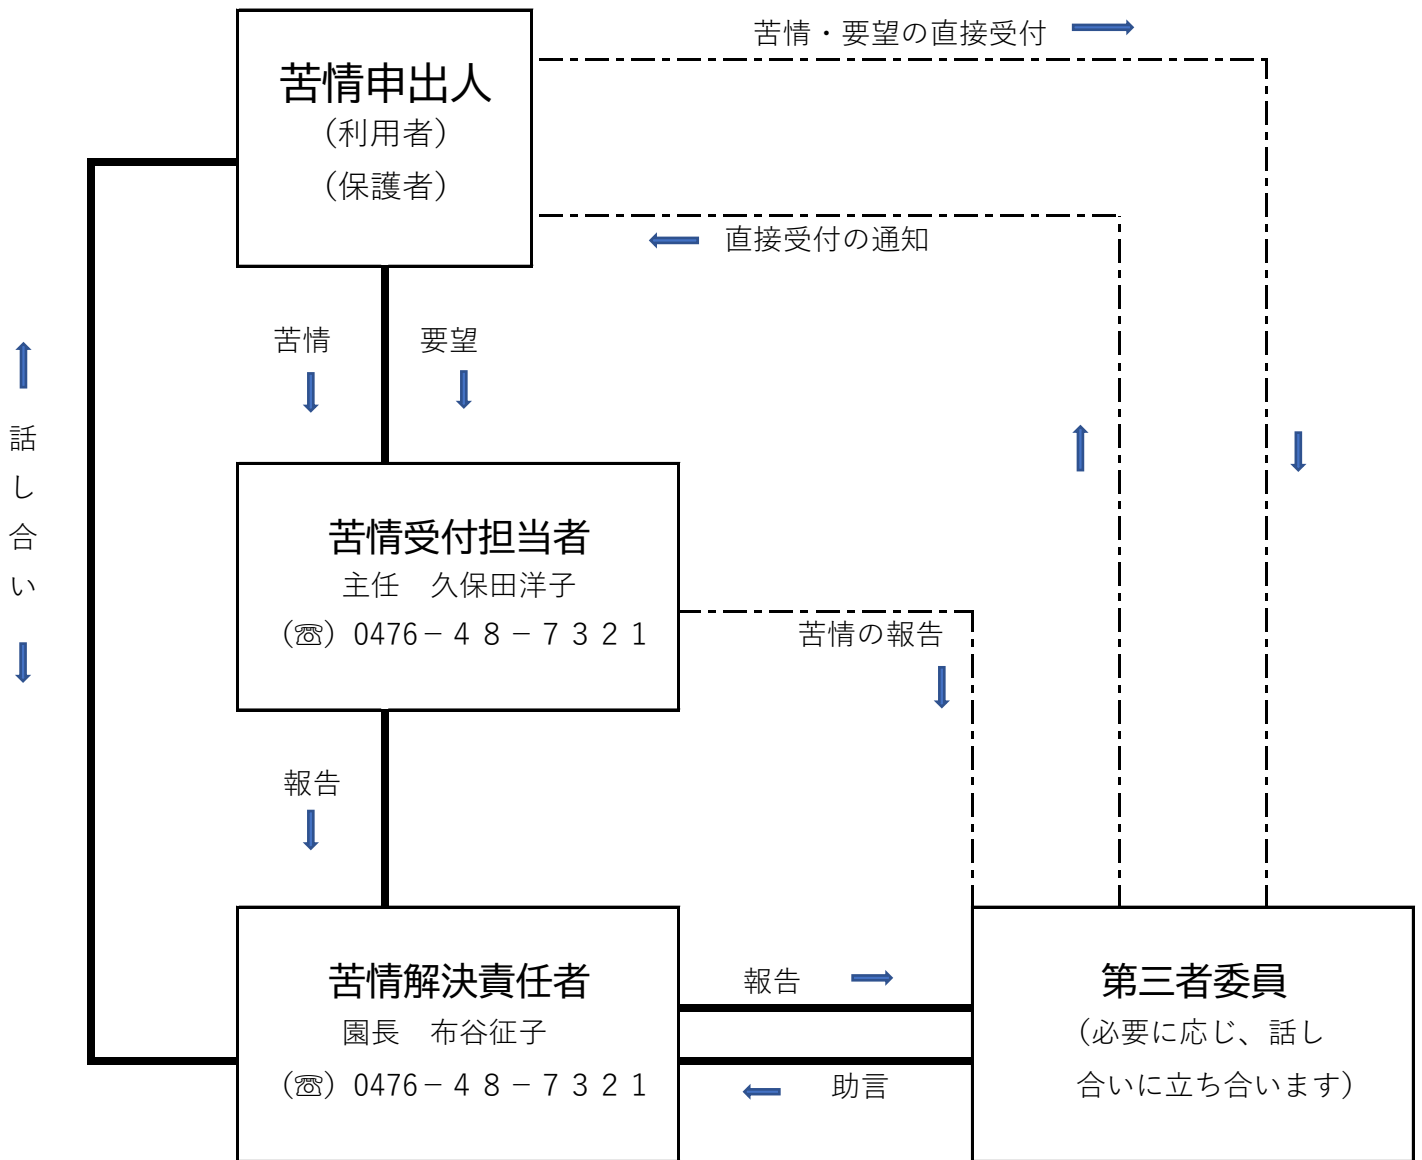 苦情・要望の直接受付
苦情申出人
（利用者）
（保護者）
直接受付の通知
苦情
要望
話し合い
苦情受付担当者
主任　久保田洋子
（☏）0476－４８－７３２１
苦情の報告
報告
苦情解決責任者
園長　布谷征子
（☏）0476－４８－７３２１
報告
助言
第三者委員
（必要に応じ、話し
合いに立ち合います）